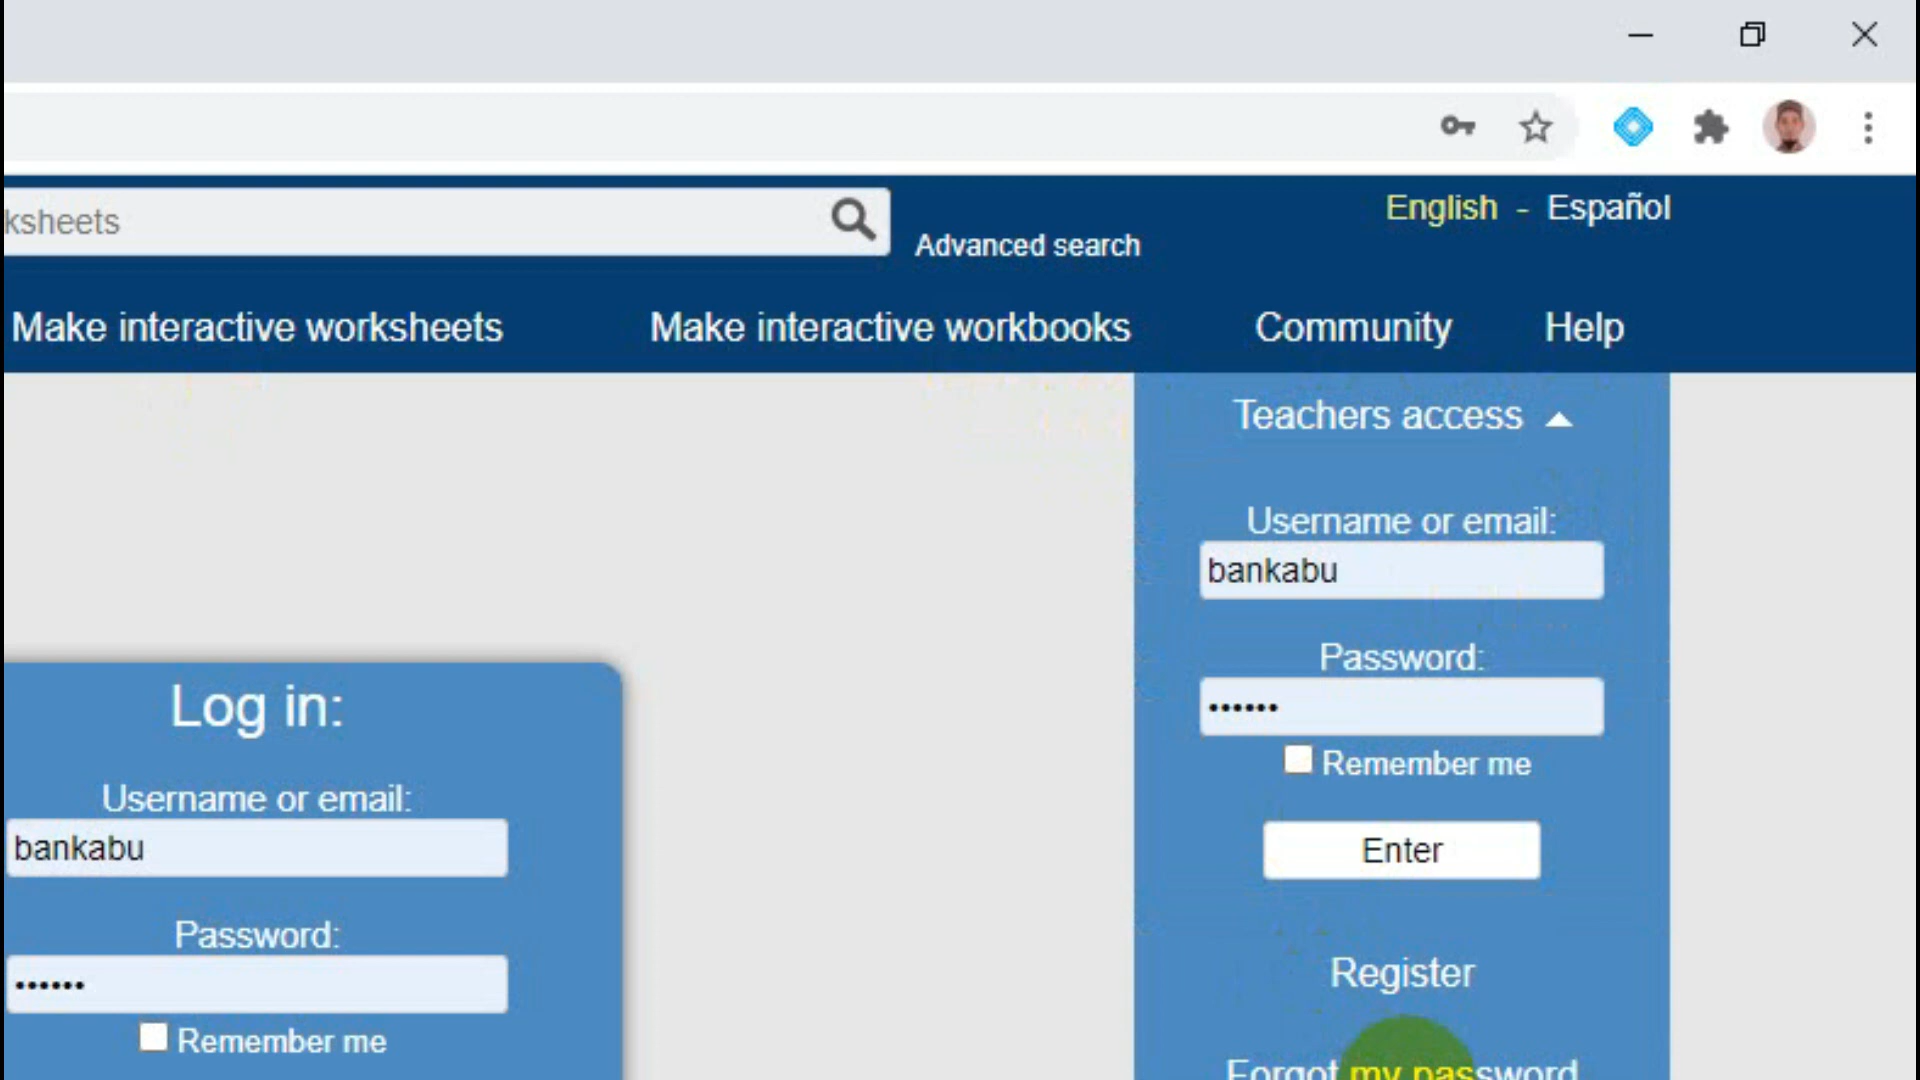 ksheets
Advanced search
English - Español
Make interactive worksheets
Make interactive workbooks
Community
Help
Teachers access
Username or email:
bankabu
Password:
••••••
Remember me
Enter
Register
Forgot my password
Log in:
Username or email:
bankabu
Password:
••••••
Remember me